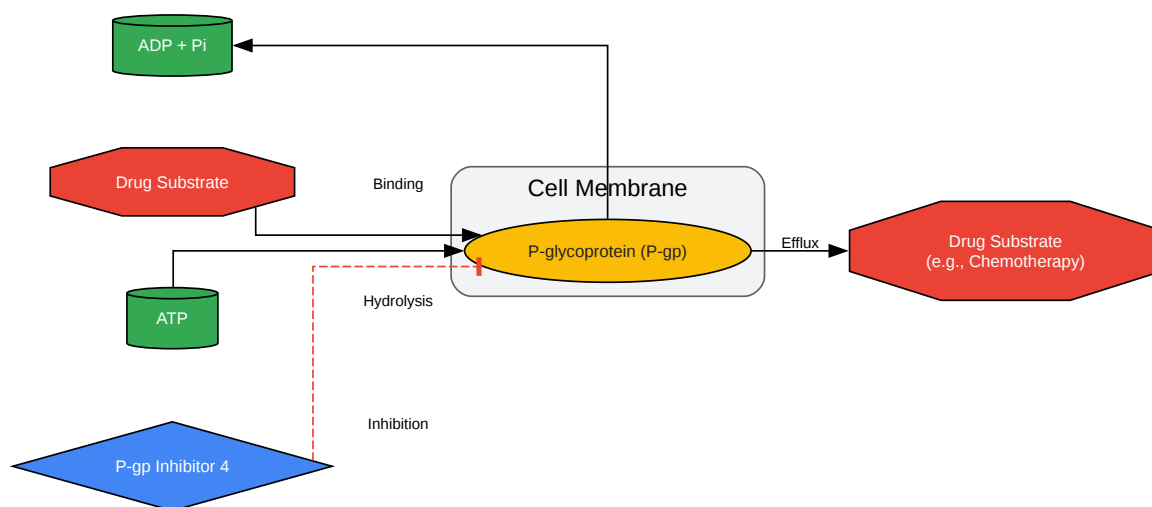 ADP + Pi
Drug Substrate
Binding
Cell Membrane
P-glycoprotein (P-gp)
Efflux
Drug Substrate
(e.g., Chemotherapy)
Hydrolysis
ATP
Inhibition
P-gp Inhibitor 4